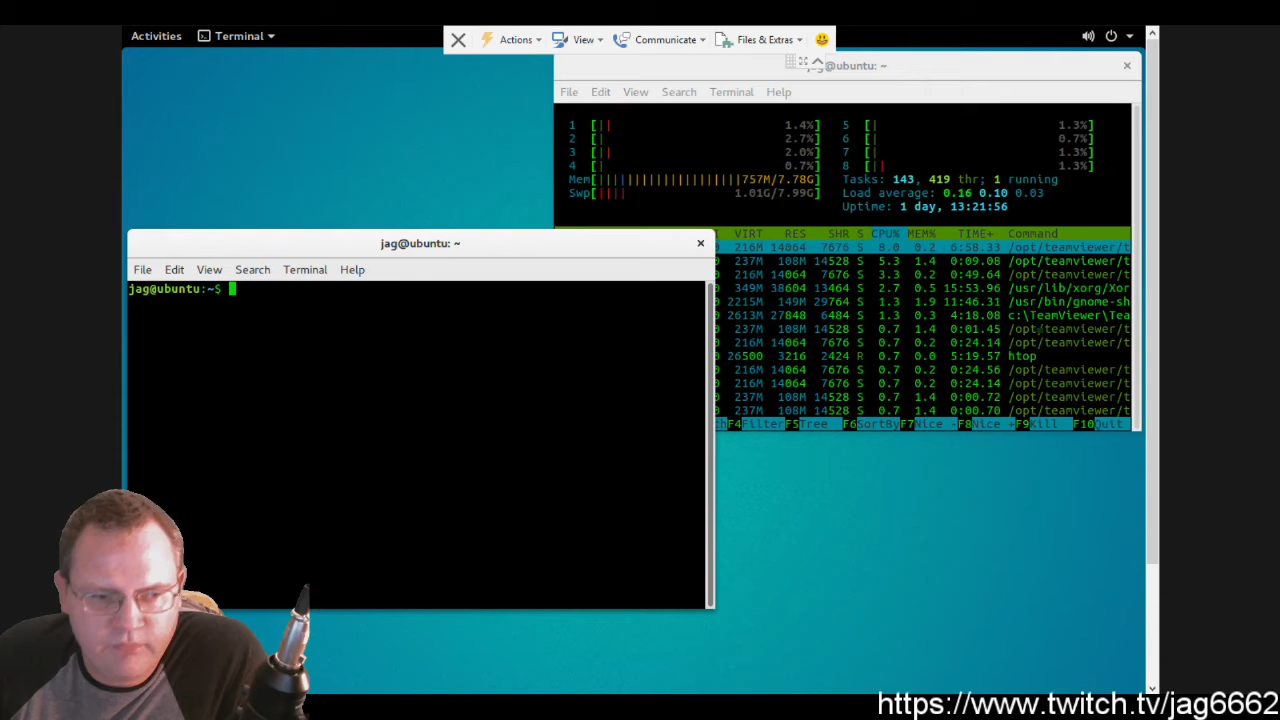 Activities Terminal Actions View Communicate Files & Extras
jag@ubuntu: ~
File Edit View Search Terminal Help
1 [|| 1.4%] 5 [| 1.3%]
2 [| 2.7%] 6 [| 0.7%]
3 [|| 2.0%] 7 [| 1.3%]
4 [| 0.7%] 8 [|| 1.3%]
Mem[||||||||||||||||||||757M/7.78G] Tasks: 143, 419 thr; 1 running
Swp[|||| 1.01G/7.99G] Load average: 0.16 0.10 0.03
Uptime: 1 day, 13:21:56
VIRT RES SHR S CPU% MEM% TIME+ Command
216M 14064 7676 S 8.0 0.2 6:58.33 /opt/teamviewer/t
237M 108M 14528 S 5.3 1.4 0:09.08 /opt/teamviewer/t
216M 14064 7676 S 3.3 0.2 0:49.64 /opt/teamviewer/t
349M 38604 13464 S 2.7 0.5 15:53.96 /usr/lib/xorg/Xor
2215M 149M 29764 S 1.3 1.9 11:46.31 /usr/bin/gnome-sh
2613M 27848 6484 S 1.3 0.3 4:18.08 c:\TeamViewer\Tea
237M 108M 14528 S 0.7 1.4 0:01.45 /opt/teamviewer/t
216M 14064 7676 S 0.7 0.2 0:24.14 /opt/teamviewer/t
26500 3216 2424 R 0.7 0.0 5:19.57 htop
216M 14064 7676 S 0.7 0.2 0:24.56 /opt/teamviewer/t
216M 14064 7676 S 0.7 0.2 0:24.14 /opt/teamviewer/t
237M 108M 14528 S 0.7 1.4 0:00.72 /opt/teamviewer/t
237M 108M 14528 S 0.7 1.4 0:00.70 /opt/teamviewer/t
F4Filter F5Tree F6SortBy F7Nice - F8Nice + F9Kill F10Quit
jag@ubuntu: ~
File Edit View Search Terminal Help
jag@ubuntu:~$
https://www.twitch.tv/jag6662